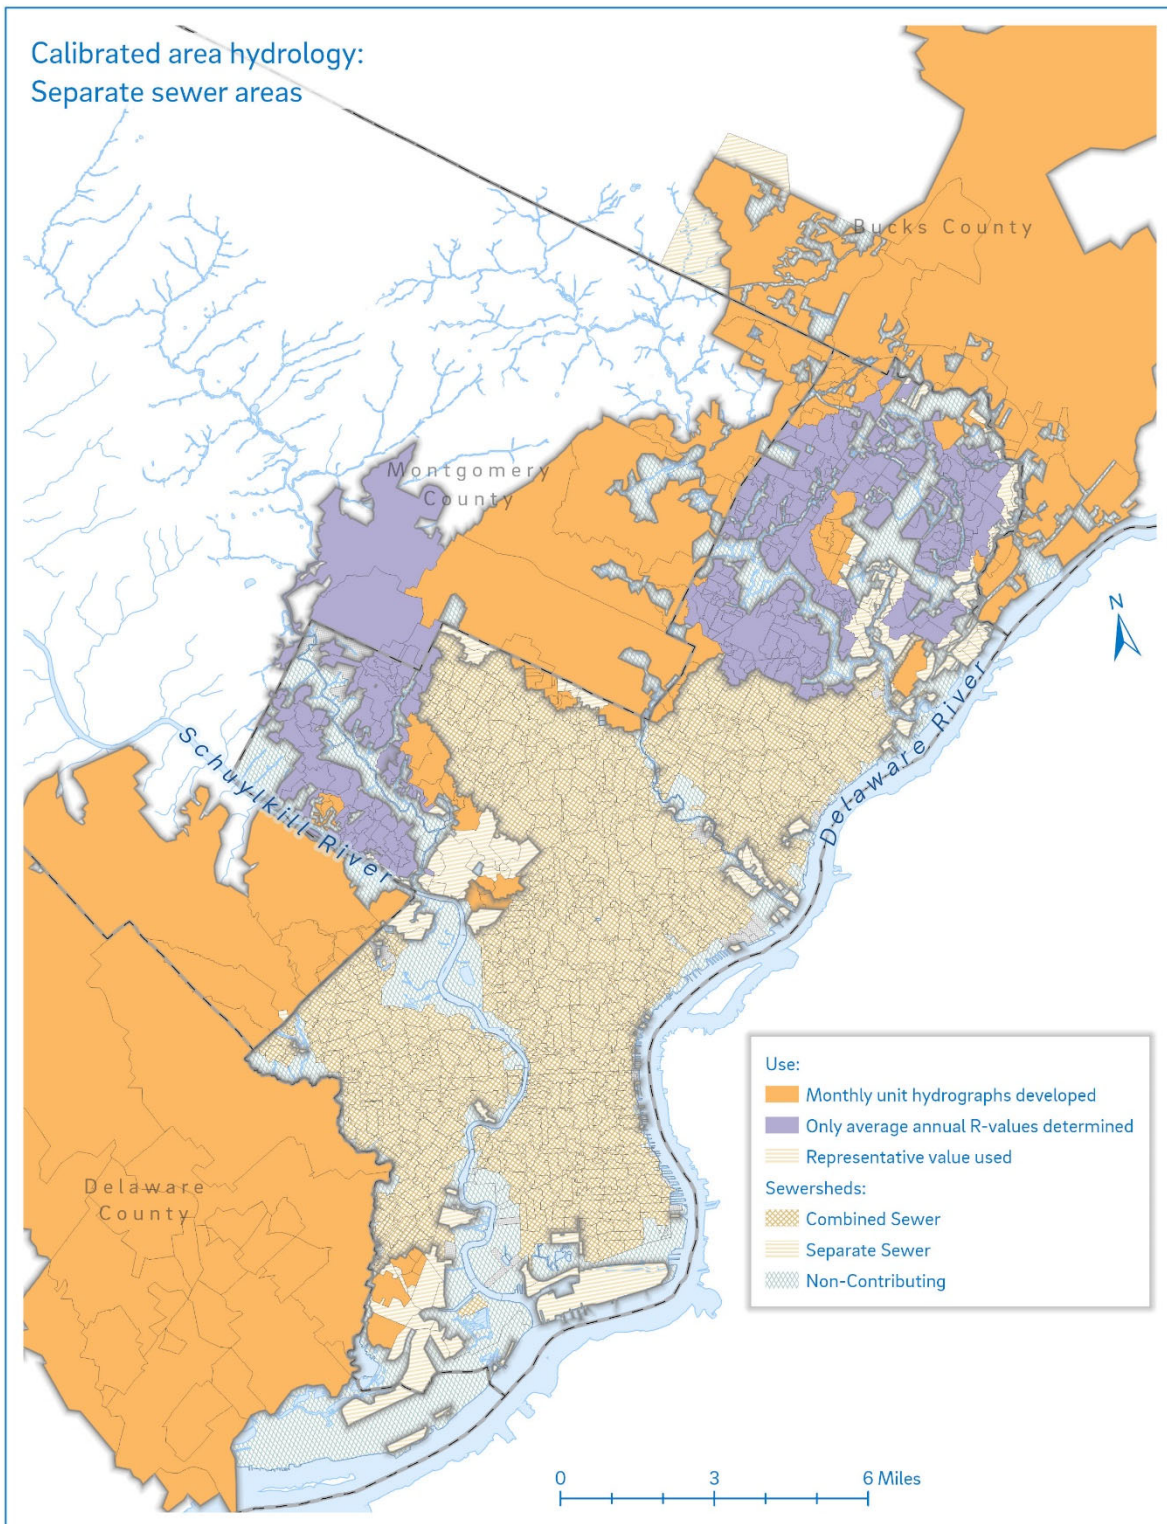 Calibrated area hydrology:
Separate sewer areas
Bucks County
Montgomery
County
N
Schuylkill River
Delaware River
Use:
Monthly unit hydrographs developed
Only average annual R-values determined
Representative value used
Sewersheds:
Combined Sewer
Separate Sewer
Non-Contributing
Delaware
County
0 3 6 Miles